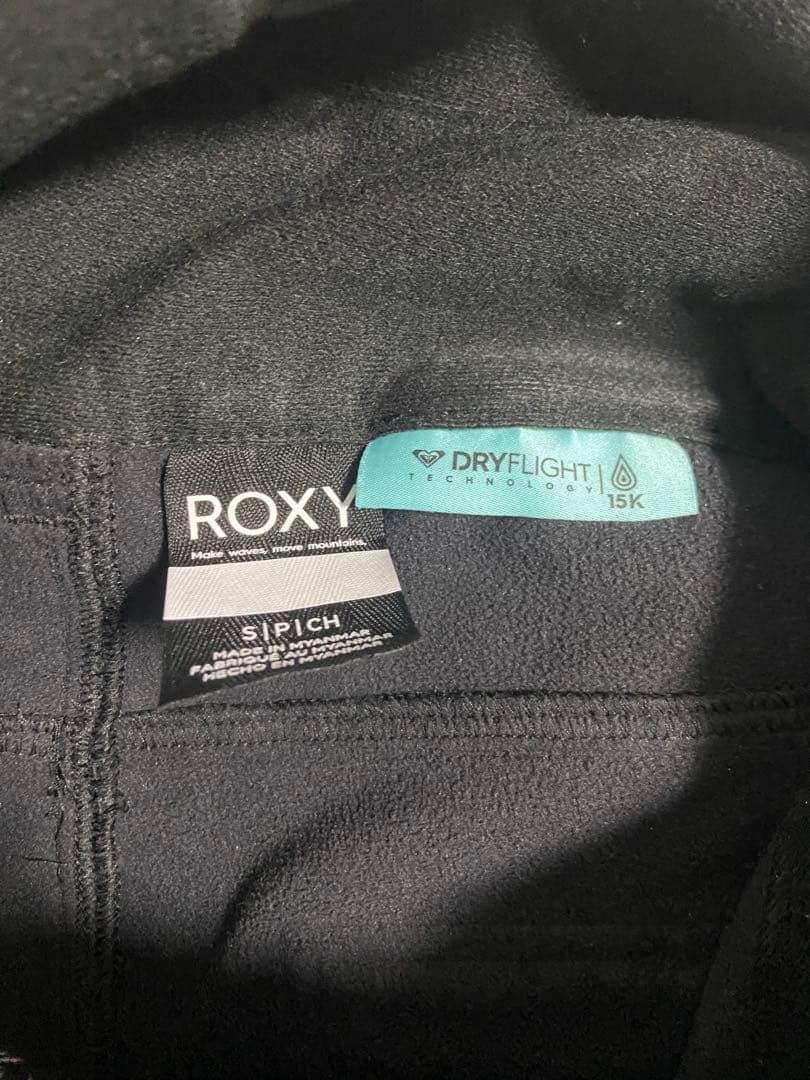 ROXY
Make waves, move mountains.
S|P|CH
MADE IN MYANMAR
FABRIQUÉ AU MYANMAR
HECHO EN MYANMAR
DRYFLIGHT
TECHNOLOGY
15K